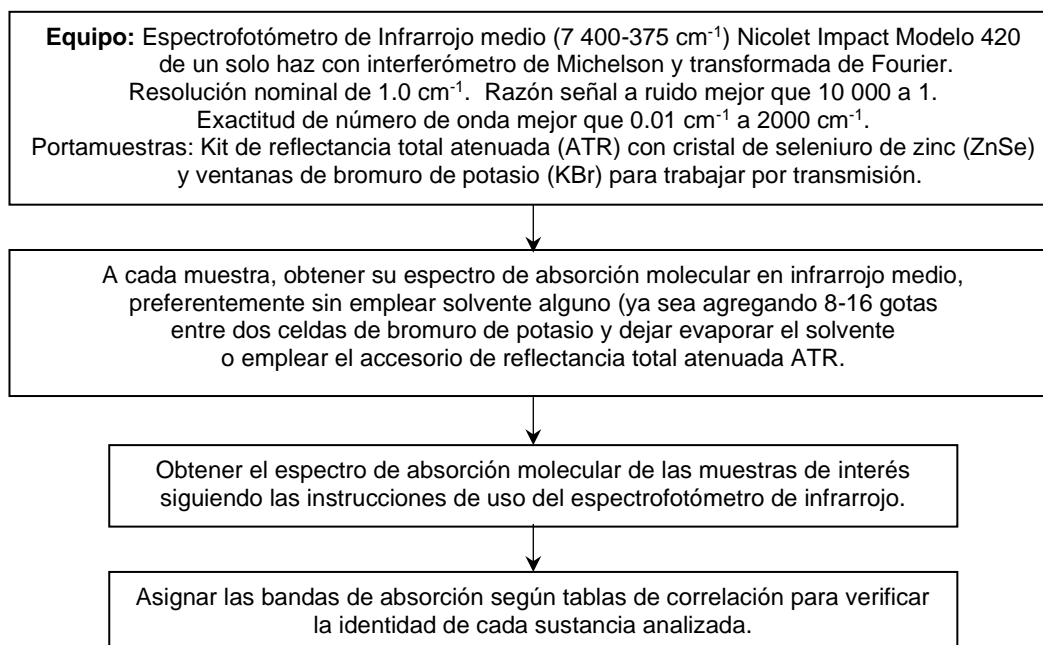 Equipo: Espectrofotómetro de Infrarrojo medio (7 400-375 cm⁻¹) Nicolet Impact Modelo 420
de un solo haz con interferómetro de Michelson y transformada de Fourier.
Resolución nominal de 1.0 cm⁻¹. Razón señal a ruido mejor que 10 000 a 1.
Exactitud de número de onda mejor que 0.01 cm⁻¹ a 2000 cm⁻¹.
Portamuestras: Kit de reflectancia total atenuada (ATR) con cristal de seleniuro de zinc (ZnSe)
y ventanas de bromuro de potasio (KBr) para trabajar por transmisión.
A cada muestra, obtener su espectro de absorción molecular en infrarrojo medio,
preferentemente sin emplear solvente alguno (ya sea agregando 8-16 gotas
entre dos celdas de bromuro de potasio y dejar evaporar el solvente
o emplear el accesorio de reflectancia total atenuada ATR.
Obtener el espectro de absorción molecular de las muestras de interés
siguiendo las instrucciones de uso del espectrofotómetro de infrarrojo.
Asignar las bandas de absorción según tablas de correlación para verificar
la identidad de cada sustancia analizada.